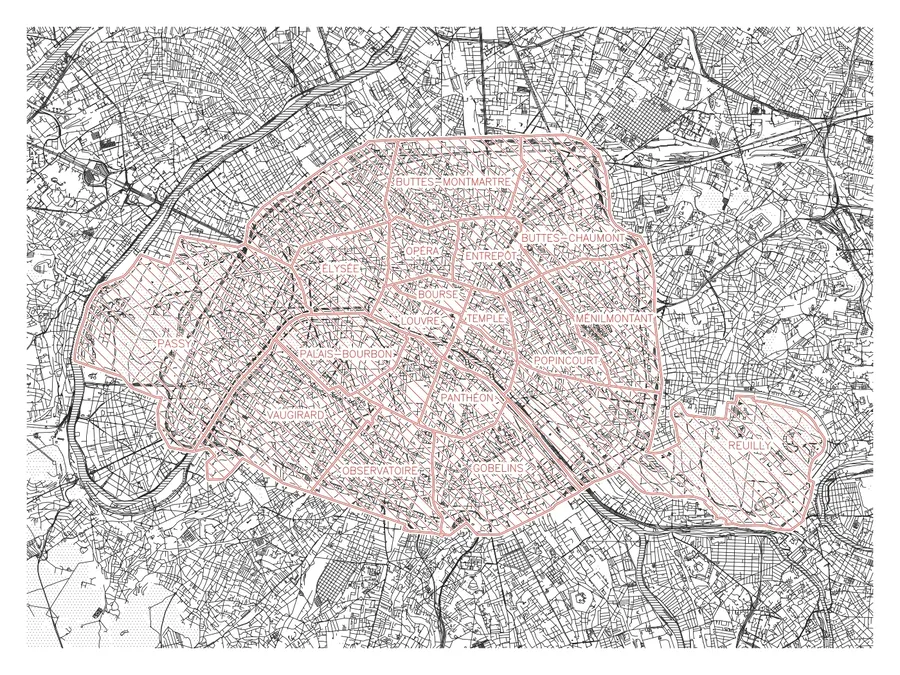 BUTTES-MONTMARTRE
BUTTES-CHAUMONT
OPÉRA
ENTREPÔT
ÉLYSÉE
BOURSE
MÉNILMONTANT
LOUVRE
TEMPLE
PASSY
PALAIS-BOURBON
POPINCOURT
PANTHÉON
VAUGIRARD
REUILLY
OBSERVATOIRE
GOBELINS